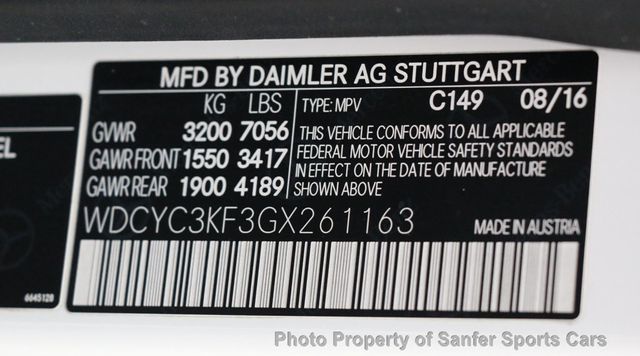 MFD BY DAIMLER AG STUTTGART
KG LBS
TYPE: MPV C149 08/16
GVWR 3200 7056
GAWR FRONT 1550 3417
GAWR REAR 1900 4189
THIS VEHICLE CONFORMS TO ALL APPLICABLE
FEDERAL MOTOR VEHICLE SAFETY STANDARDS
IN EFFECT ON THE DATE OF MANUFACTURE
SHOWN ABOVE
WDCYC3KF3GX261163 MADE IN AUSTRIA
EL
6645128
Photo Property of Sanfer Sports Cars